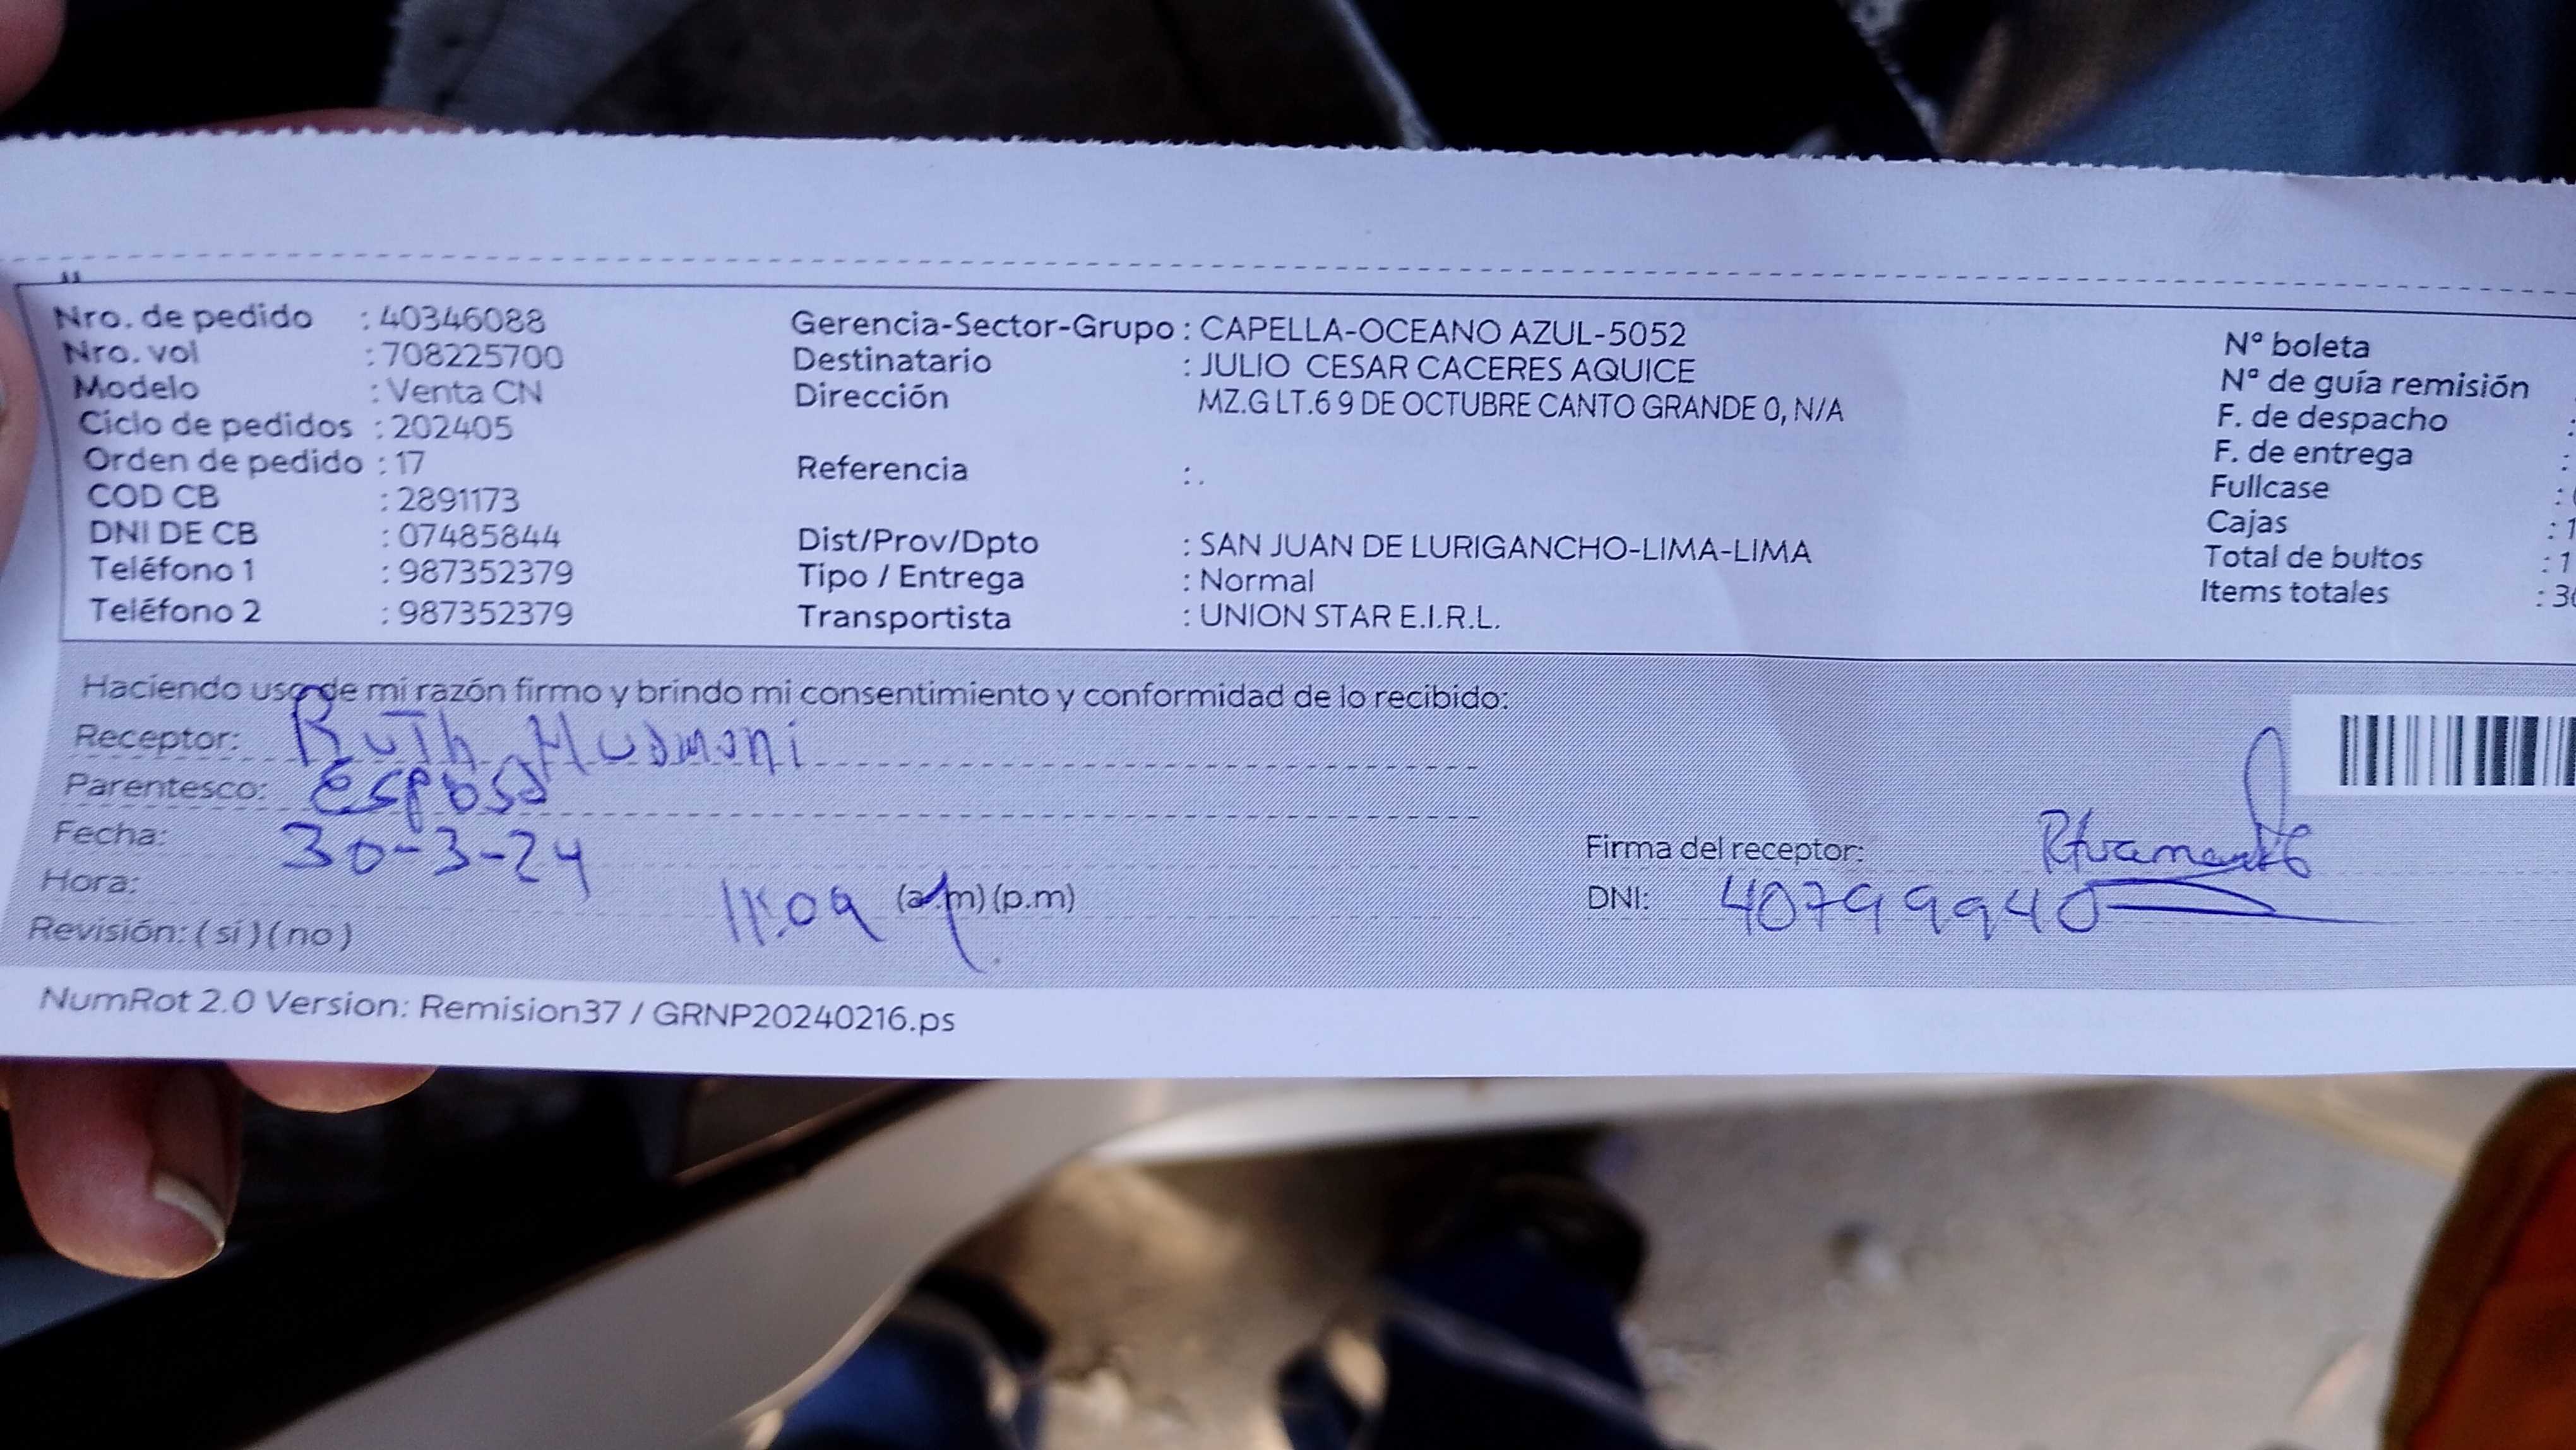 Nro. de pedido : 40346088
Nro. vol : 708225700
Modelo : Venta CN
Ciclo de pedidos : 202405
Orden de pedido : 17
COD CB : 2891173
DNI DE CB : 07485844
Teléfono 1 : 987352379
Teléfono 2 : 987352379
Gerencia-Sector-Grupo : CAPELLA-OCEANO AZUL-5052
Destinatario : JULIO CESAR CACERES AQUICE
Dirección MZ.G LT.6 9 DE OCTUBRE CANTO GRANDE 0, N/A
Referencia : .
Dist/Prov/Dpto : SAN JUAN DE LURIGANCHO-LIMA-LIMA
Tipo / Entrega : Normal
Transportista : UNION STAR E.I.R.L.
N° boleta
N° de guía remisión
F. de despacho :
F. de entrega :
Fullcase :
Cajas : 1
Total de bultos : 1
Items totales : 3
Haciendo uso de mi razón firmo y brindo mi consentimiento y conformidad de lo recibido:
Receptor: Ruth Huamani
Parentesco: Esposa
Fecha: 30-3-24
Hora: 11:09 (a.m) (p.m)
Revisión: ( si ) ( no )
Firma del receptor:
DNI: 40799940
NumRot 2.0 Version: Remision37 / GRNP20240216.ps